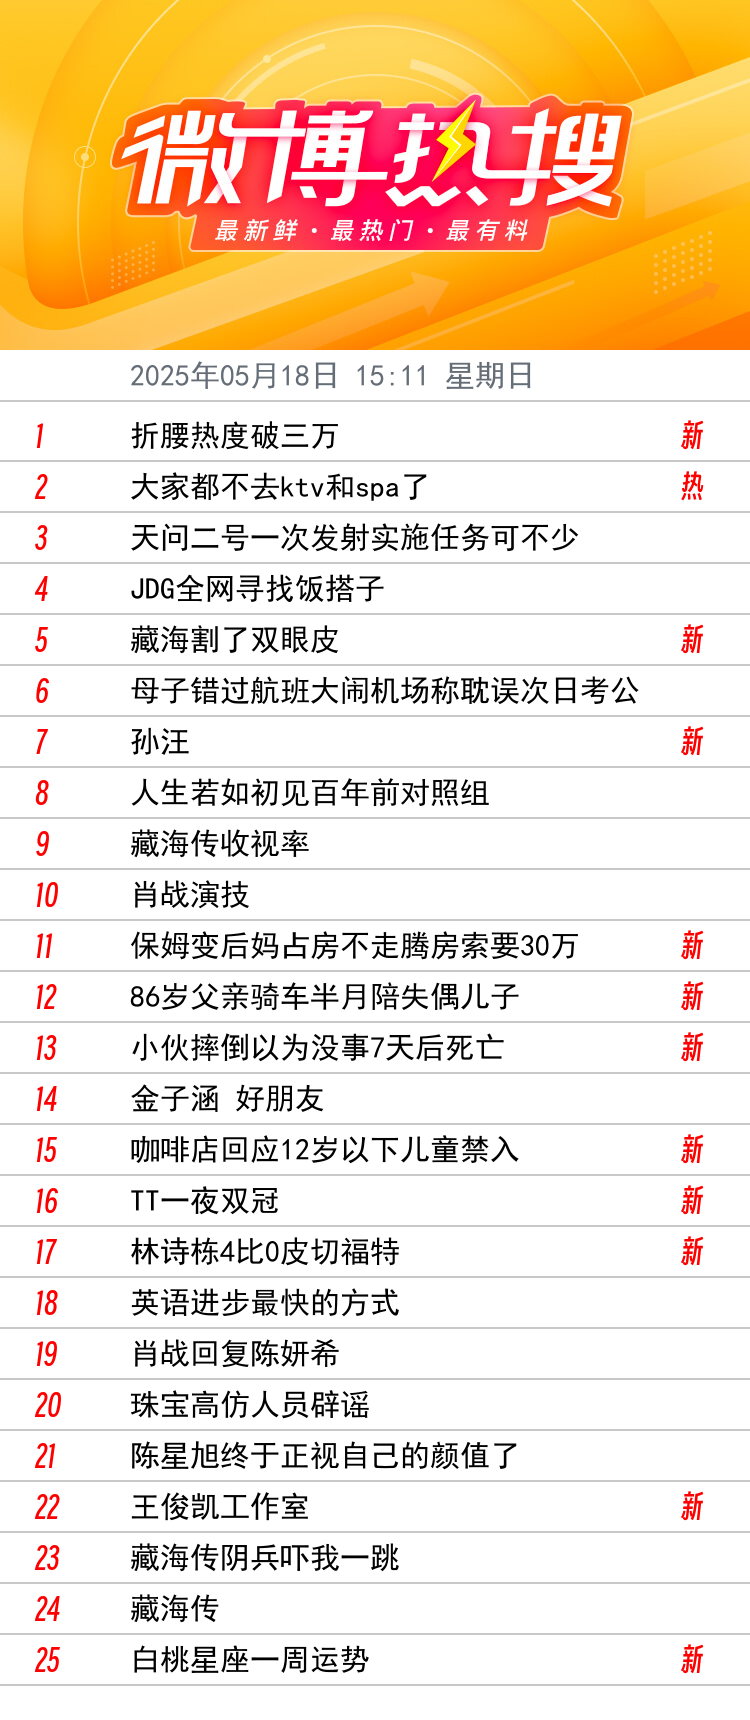 微博热搜
最新鲜·最热门·最有料
2025年05月18日 15:11 星期日
1 折腰热度破三万 新
2 大家都不去ktv和spa了 热
3 天问二号一次发射实施任务可不少
4 JDG全网寻找饭搭子
5 藏海割了双眼皮 新
6 母子错过航班大闹机场称耽误次日考公
7 孙汪 新
8 人生若如初见百年前对照组
9 藏海传收视率
10 肖战演技
11 保姆变后妈占房不走腾房索要30万 新
12 86岁父亲骑车半月陪失偶儿子 新
13 小伙摔倒以为没事7天后死亡 新
14 金子涵 好朋友
15 咖啡店回应12岁以下儿童禁入 新
16 TT一夜双冠 新
17 林诗栋4比0皮切福特 新
18 英语进步最快的方式
19 肖战回复陈妍希
20 珠宝高仿人员辟谣
21 陈星旭终于正视自己的颜值了
22 王俊凯工作室 新
23 藏海传阴兵吓我一跳
24 藏海传
25 白桃星座一周运势 新